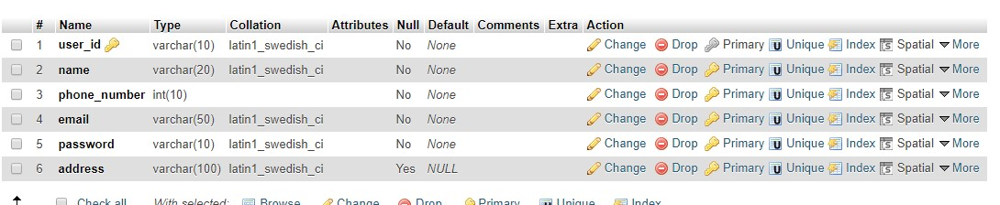 # Name Type Collation Attributes Null Default Comments Extra Action
1 user_id varchar(10) latin1_swedish_ci No None Change Drop Primary Unique Index Spatial More
2 name varchar(20) latin1_swedish_ci No None Change Drop Primary Unique Index Spatial More
3 phone_number int(10) No None Change Drop Primary Unique Index Spatial More
4 email varchar(50) latin1_swedish_ci No None Change Drop Primary Unique Index Spatial More
5 password varchar(10) latin1_swedish_ci No None Change Drop Primary Unique Index Spatial More
6 address varchar(100) latin1_swedish_ci Yes NULL Change Drop Primary Unique Index Spatial More
Check all With selected: Browse Change Drop Primary Unique Index